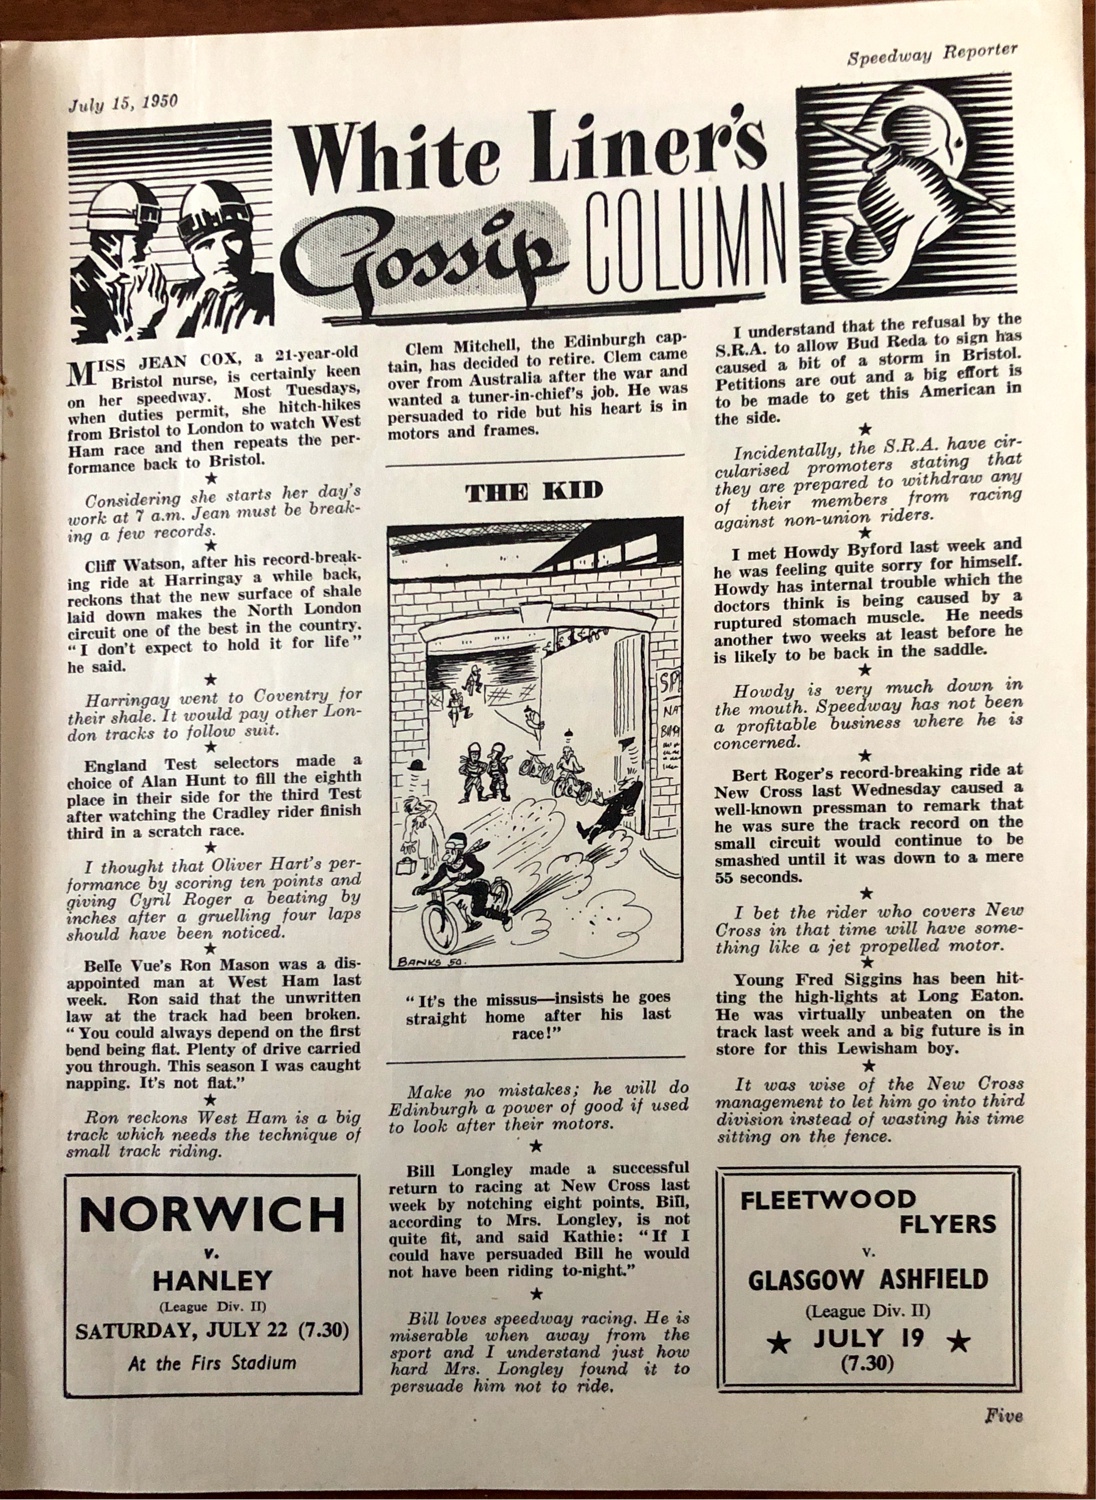 July 15, 1950
Speedway Reporter
White Liner's
Gossip COLUMN
MISS JEAN COX, a 21-year-old
Bristol nurse, is certainly keen
on her speedway. Most Tuesdays,
when duties permit, she hitch-hikes
from Bristol to London to watch West
Ham race and then repeats the per-
formance back to Bristol.
★
Considering she starts her day's
work at 7 a.m. Jean must be break-
ing a few records.
★
Cliff Watson, after his record-break-
ing ride at Harringay a while back,
reckons that the new surface of shale
laid down makes the North London
circuit one of the best in the country.
"I don't expect to hold it for life"
he said.
★
Harringay went to Coventry for
their shale. It would pay other Lon-
don tracks to follow suit.
★
England Test selectors made a
choice of Alan Hunt to fill the eighth
place in their side for the third Test
after watching the Cradley rider finish
third in a scratch race.
★
I thought that Oliver Hart's per-
formance by scoring ten points and
giving Cyril Roger a beating by
inches after a gruelling four laps
should have been noticed.
★
Belle Vue's Ron Mason was a dis-
appointed man at West Ham last
week. Ron said that the unwritten
law at the track had been broken.
"You could always depend on the first
bend being flat. Plenty of drive carried
you through. This season I was caught
napping. It's not flat."
★
Ron reckons West Ham is a big
track which needs the technique of
small track riding.
NORWICH
v.
HANLEY
(League Div. II)
SATURDAY, JULY 22 (7.30)
At the Firs Stadium
Clem Mitchell, the Edinburgh cap-
tain, has decided to retire. Clem came
over from Australia after the war and
wanted a tuner-in-chief's job. He was
persuaded to ride but his heart is in
motors and frames.
THE KID
SP
NA
BANKS 50.
"It's the missus—insists he goes
straight home after his last
race!"
Make no mistakes; he will do
Edinburgh a power of good if used
to look after their motors.
★
Bill Longley made a successful
return to racing at New Cross last
week by notching eight points. Bill,
according to Mrs. Longley, is not
quite fit, and said Kathie: "If I
could have persuaded Bill he would
not have been riding to-night."
★
Bill loves speedway racing. He is
miserable when away from the
sport and I understand just how
hard Mrs. Longley found it to
persuade him not to ride.
I understand that the refusal by the
S.R.A. to allow Bud Reda to sign has
caused a bit of a storm in Bristol.
Petitions are out and a big effort is
to be made to get this American in
the side.
★
Incidentally, the S.R.A. have cir-
cularised promoters stating that
they are prepared to withdraw any
of their members from racing
against non-union riders.
★
I met Howdy Byford last week and
he was feeling quite sorry for himself.
Howdy has internal trouble which the
doctors think is being caused by a
ruptured stomach muscle. He needs
another two weeks at least before he
is likely to be back in the saddle.
★
Howdy is very much down in
the mouth. Speedway has not been
a profitable business where he is
concerned.
★
Bert Roger's record-breaking ride at
New Cross last Wednesday caused a
well-known pressman to remark that
he was sure the track record on the
small circuit would continue to be
smashed until it was down to a mere
55 seconds.
★
I bet the rider who covers New
Cross in that time will have some-
thing like a jet propelled motor.
★
Young Fred Siggins has been hit-
ting the high-lights at Long Eaton.
He was virtually unbeaten on the
track last week and a big future is in
store for this Lewisham boy.
★
It was wise of the New Cross
management to let him go into third
division instead of wasting his time
sitting on the fence.
FLEETWOOD
FLYERS
v.
GLASGOW ASHFIELD
(League Div. II)
★ JULY 19 ★
(7.30)
Five